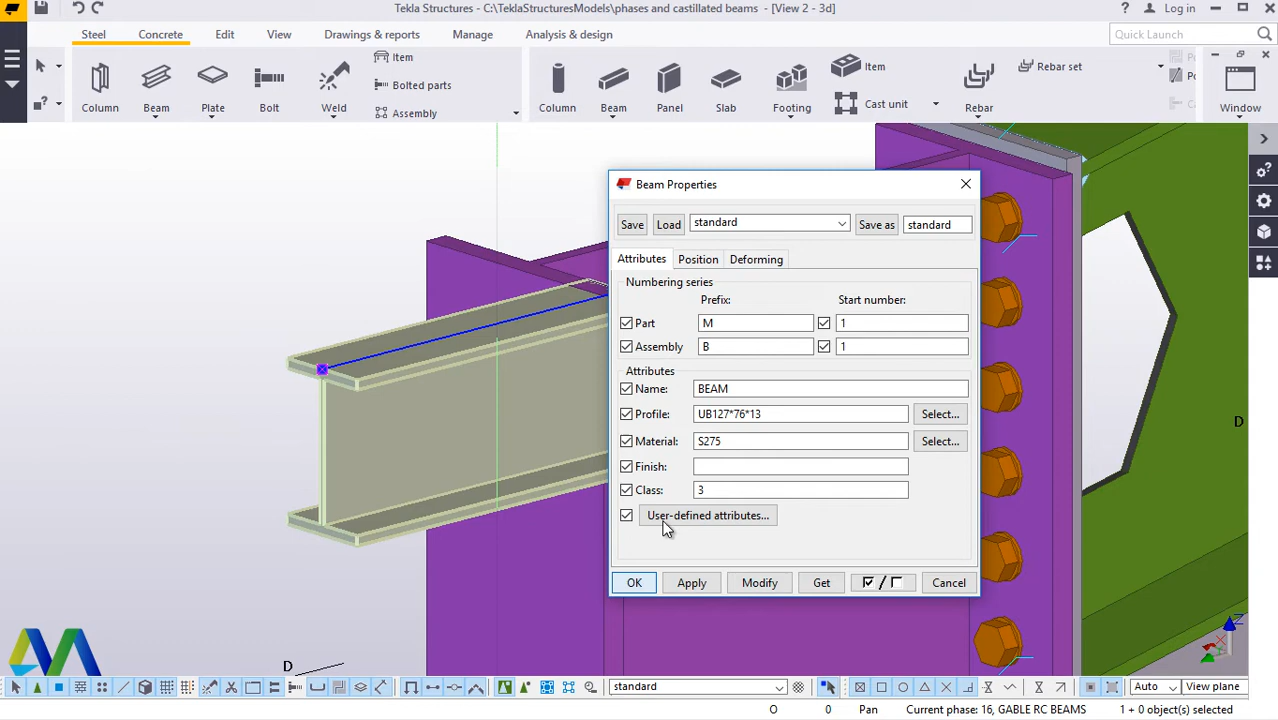 Tekla Structures - C:\TeklaStructuresModels\phases and castillated beams - [View 2 - 3d]
? Log in
Steel Concrete Edit View Drawings & reports Manage Analysis & design
Quick Launch
Column Beam Plate Bolt Weld
Item
Bolted parts
Assembly
Column Beam Panel Slab Footing
Item
Cast unit
Rebar
Rebar set
Window
Beam Properties
Save Load standard Save as standard
Attributes Position Deforming
Numbering series
Prefix: Start number:
Part M 1
Assembly B 1
Attributes
Name: BEAM
Profile: UB127*76*13 Select...
Material: S275 Select...
Finish:
Class: 3
User-defined attributes...
OK Apply Modify Get / Cancel
D
D
Z
standard
Auto
View plane
O 0 Pan Current phase: 16, GABLE RC BEAMS 1 + 0 object(s) selected